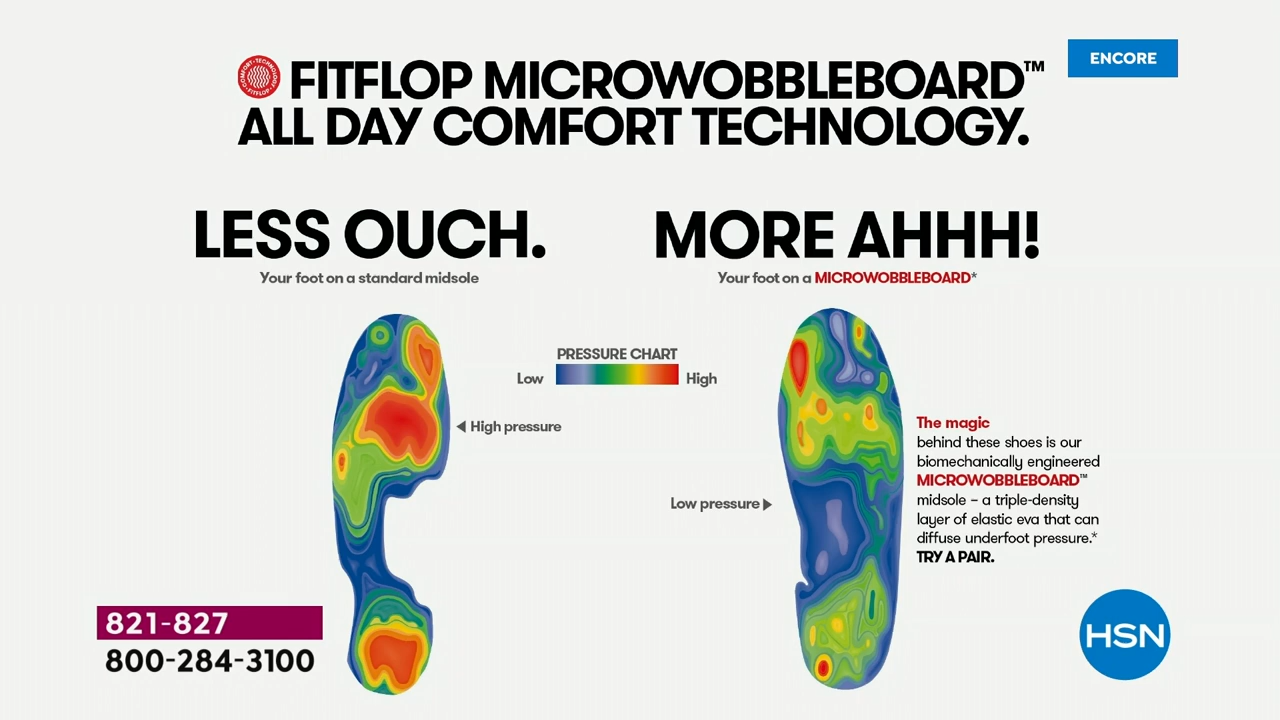 ENCORE
FITFLOP MICROWOBBLEBOARD™
ALL DAY COMFORT TECHNOLOGY.
LESS OUCH.
MORE AHHH!
Your foot on a standard midsole
Your foot on a MICROWOBBLEBOARD*
PRESSURE CHART
Low
High
High pressure
Low pressure
The magic
behind these shoes is our
biomechanically engineered
MICROWOBBLEBOARD™
midsole – a triple-density
layer of elastic eva that can
diffuse underfoot pressure.*
TRY A PAIR.
821-827
800-284-3100
HSN